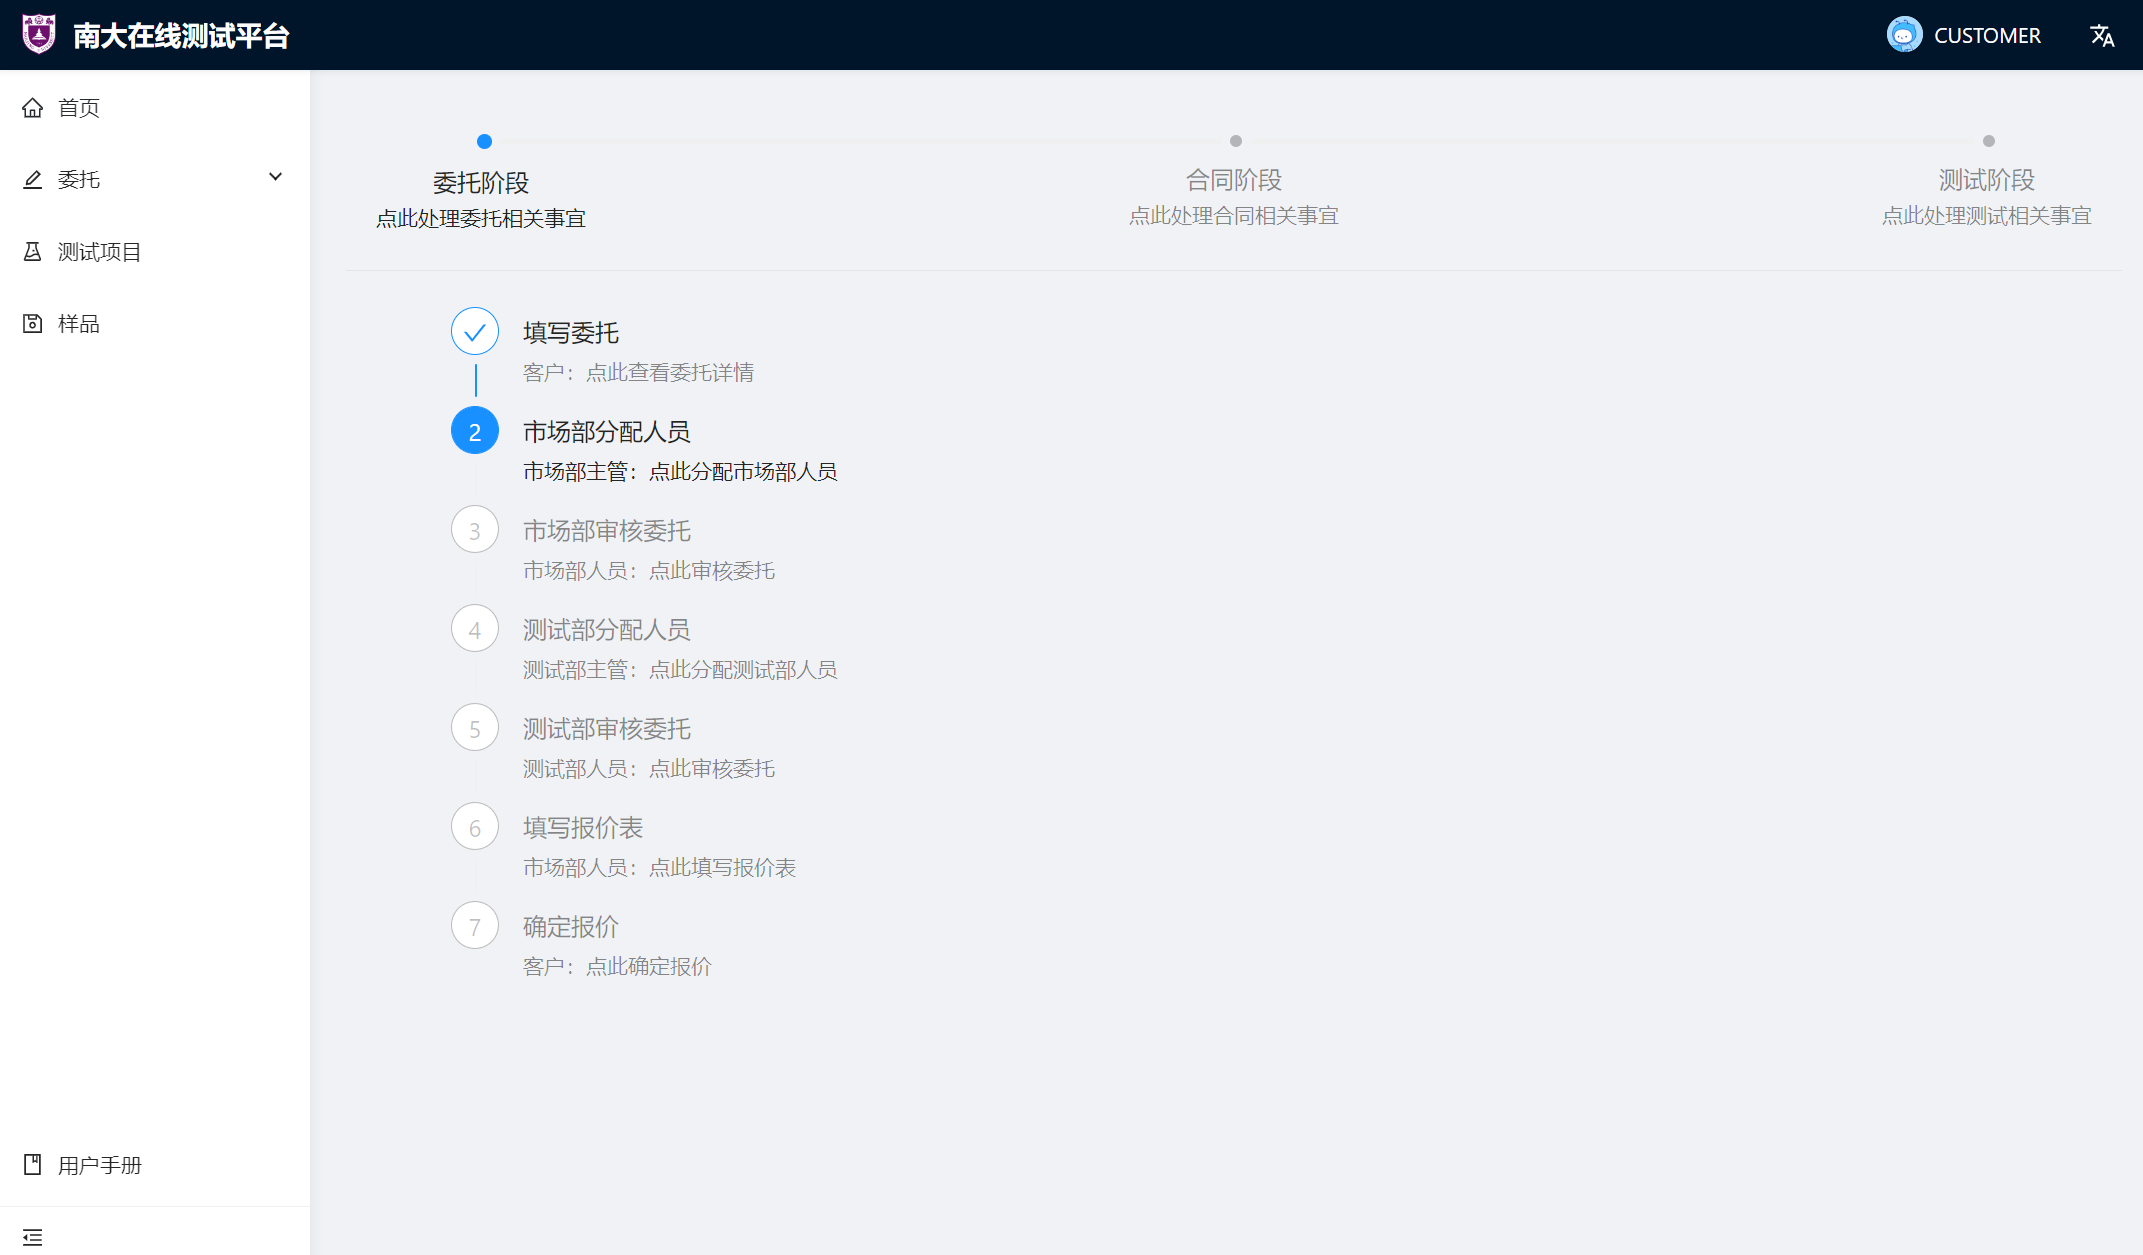 南大在线测试平台
CUSTOMER
首页
委托
测试项目
样品
用户手册
委托阶段
点此处理委托相关事宜
合同阶段
点此处理合同相关事宜
测试阶段
点此处理测试相关事宜
填写委托
客户：点此查看委托详情
2
市场部分配人员
市场部主管：点此分配市场部人员
3
市场部审核委托
市场部人员：点此审核委托
4
测试部分配人员
测试部主管：点此分配测试部人员
5
测试部审核委托
测试部人员：点此审核委托
6
填写报价表
市场部人员：点此填写报价表
7
确定报价
客户：点此确定报价